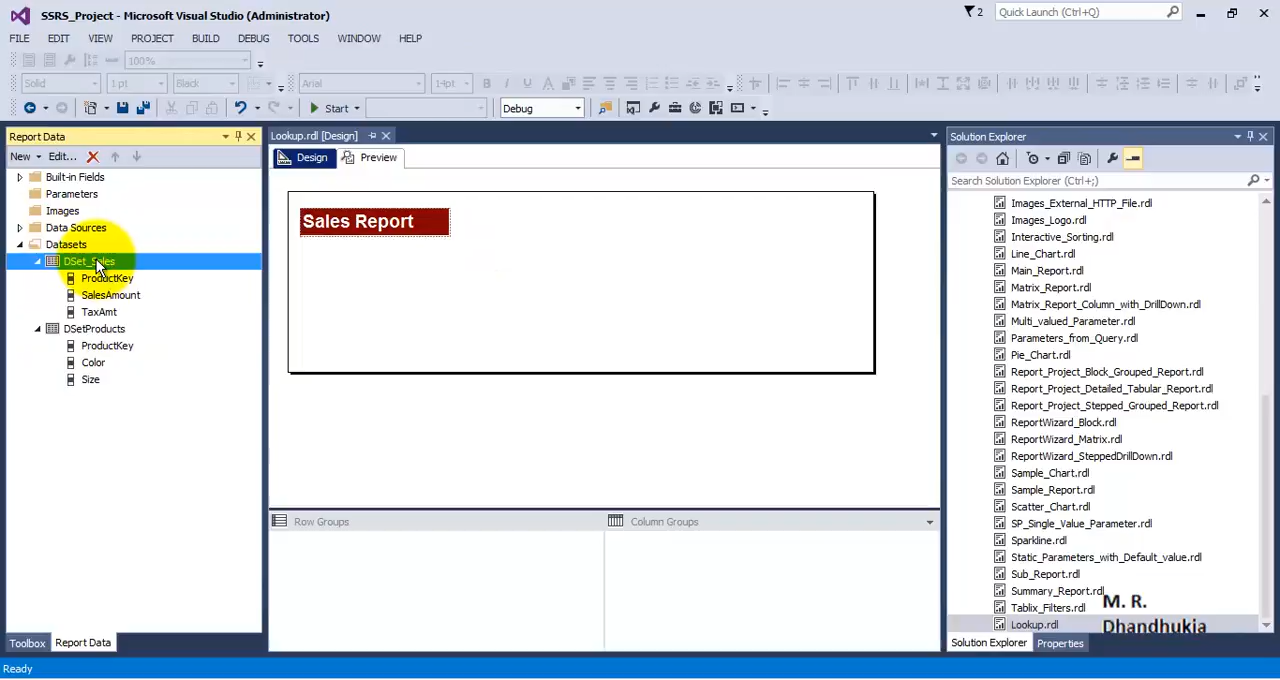 SSRS_Project - Microsoft Visual Studio (Administrator)
2
Quick Launch (Ctrl+Q)
FILE EDIT VIEW PROJECT BUILD DEBUG TOOLS WINDOW HELP
100%
Solid 1 pt Black Arial 14pt B I U A
Start Debug
Report Data
Lookup.rdl [Design]
Solution Explorer
New Edit...
Design Preview
Search Solution Explorer (Ctrl+;)
Built-in Fields
Parameters
Images
Data Sources
Datasets
DSet_Sales
ProductKey
SalesAmount
TaxAmt
DSetProducts
ProductKey
Color
Size
Sales Report
Row Groups
Column Groups
Images_External_HTTP_File.rdl
Images_Logo.rdl
Interactive_Sorting.rdl
Line_Chart.rdl
Main_Report.rdl
Matrix_Report.rdl
Matrix_Report_Column_with_DrillDown.rdl
Multi_valued_Parameter.rdl
Parameters_from_Query.rdl
Pie_Chart.rdl
Report_Project_Block_Grouped_Report.rdl
Report_Project_Detailed_Tabular_Report.rdl
Report_Project_Stepped_Grouped_Report.rdl
ReportWizard_Block.rdl
ReportWizard_Matrix.rdl
ReportWizard_SteppedDrillDown.rdl
Sample_Chart.rdl
Sample_Report.rdl
Scatter_Chart.rdl
SP_Single_Value_Parameter.rdl
Sparkline.rdl
Static_Parameters_with_Default_value.rdl
Sub_Report.rdl
Summary_Report.rdl
Tablix_Filters.rdl
Lookup.rdl
M. R.
Dhandhukia
Toolbox Report Data
Solution Explorer Properties
Ready